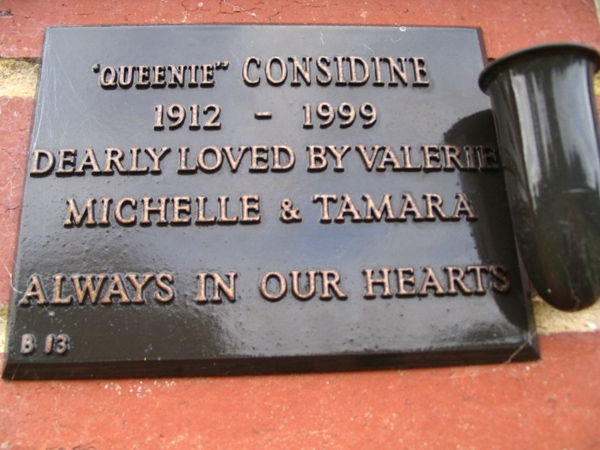 "QUEENIE" CONSIDINE
1912 - 1999
DEARLY LOVED BY VALERIE
MICHELLE & TAMARA
ALWAYS IN OUR HEARTS
B 13